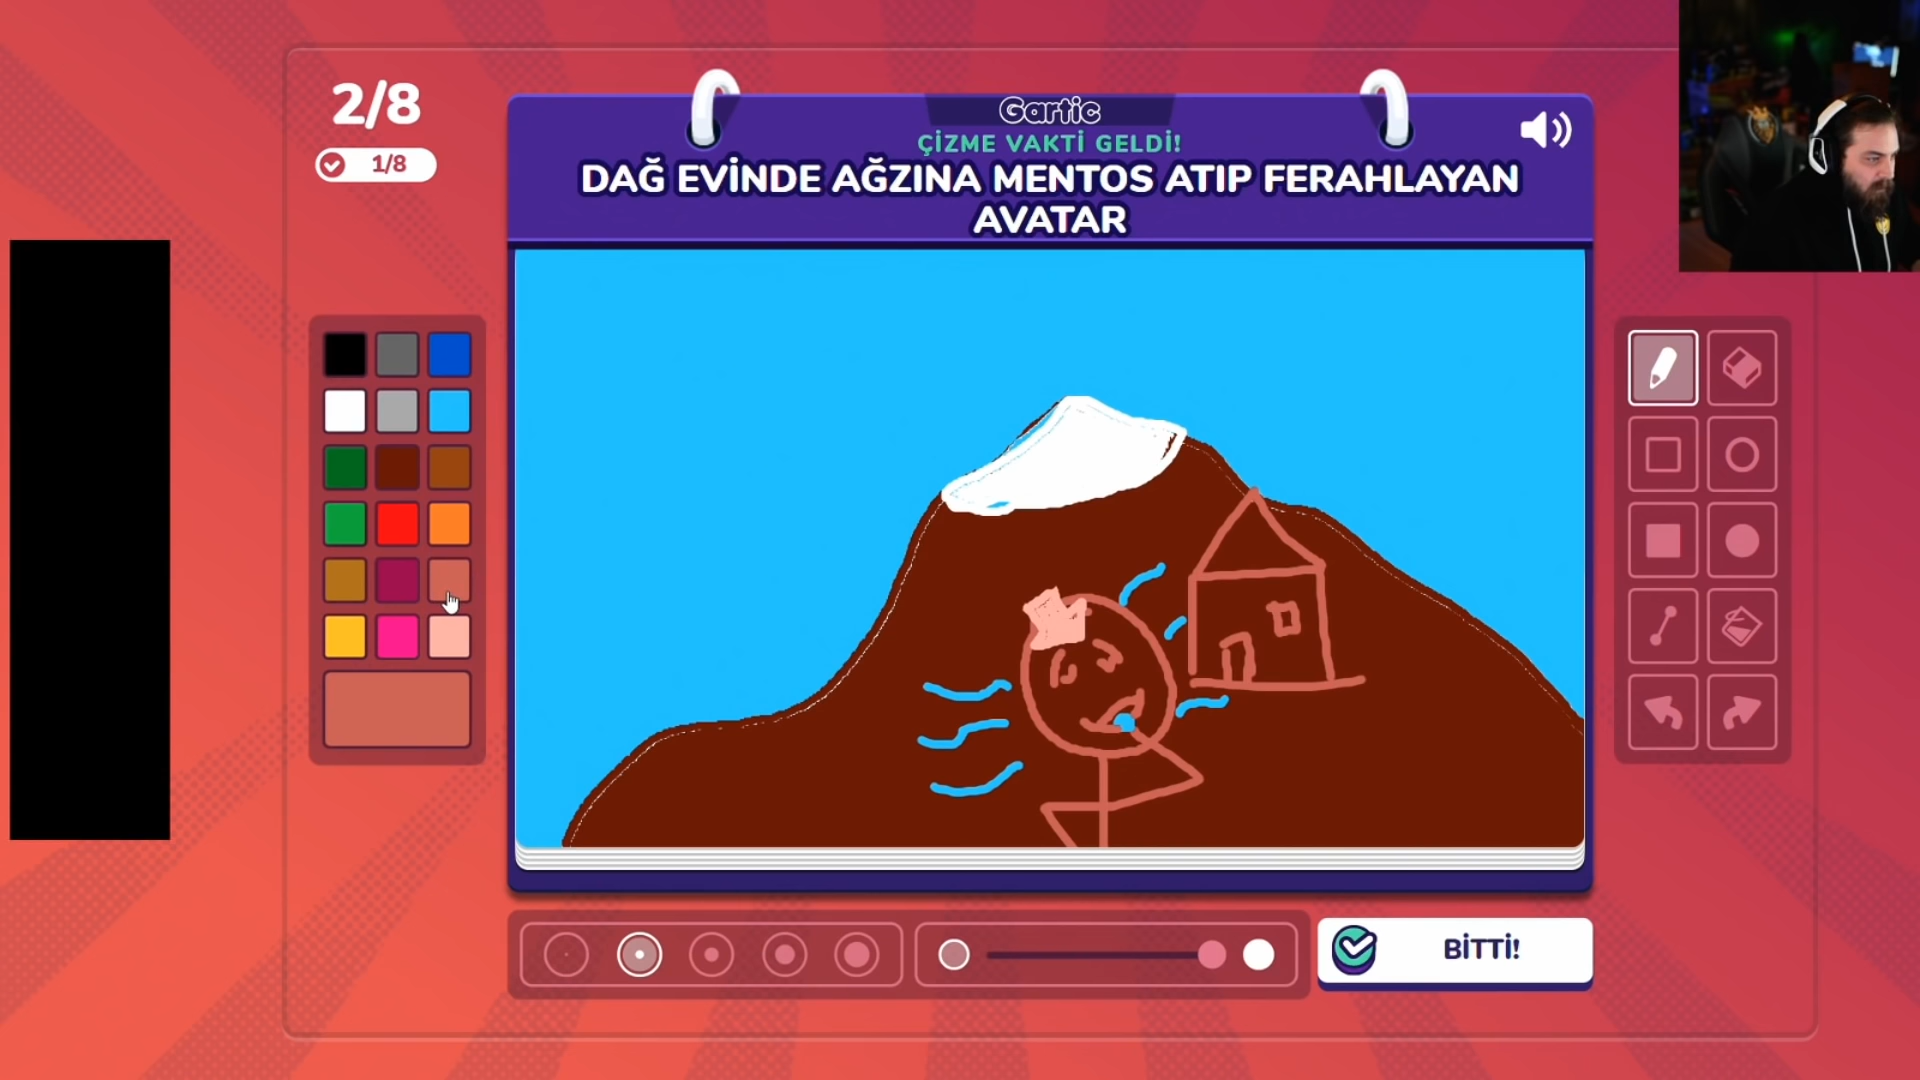 2/8
1/8
Gartic
ÇİZME VAKTİ GELDİ!
DAĞ EVİNDE AĞZINA MENTOS ATIP FERAHLAYAN
AVATAR
BİTTİ!